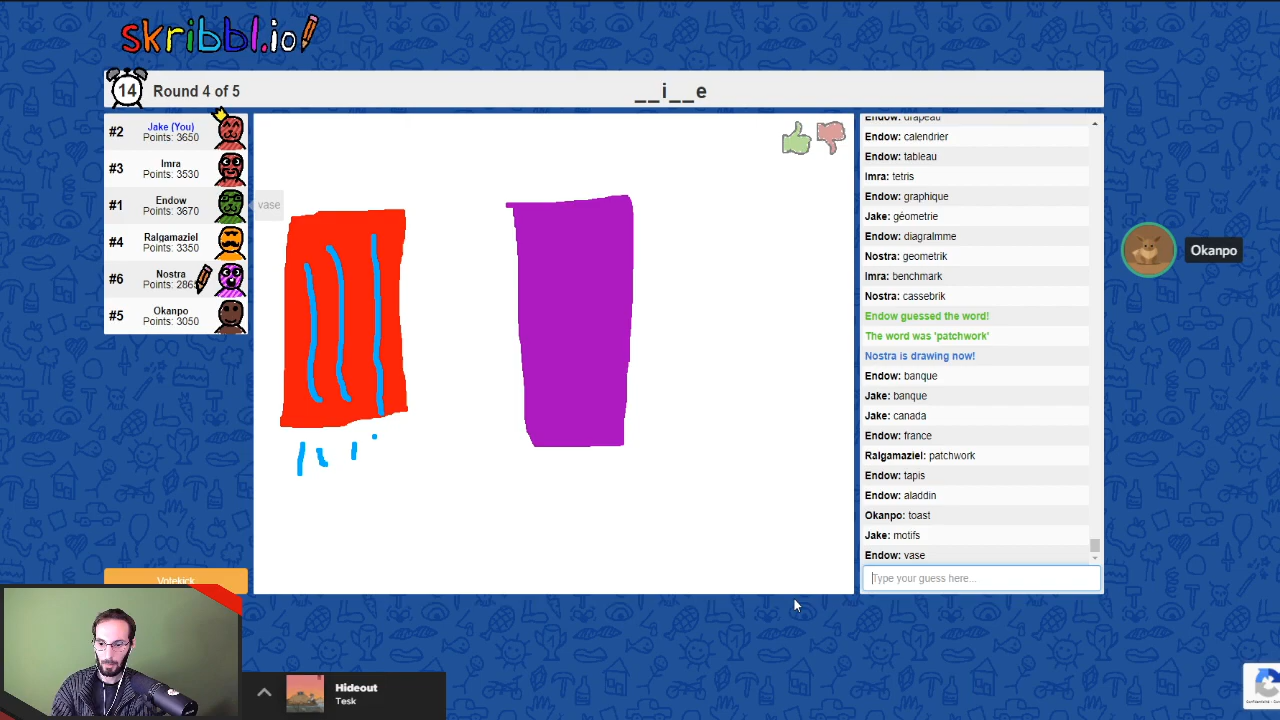 skribbl.io
14
Round 4 of 5
__i__e
#2
Jake (You)
Points: 3650
#3
Imra
Points: 3530
#1
Endow
Points: 3670
#4
Ralgamaziel
Points: 3350
#6
Nostra
#5
Okanpo
Points: 3050
vase
Endow: drapeau
Endow: calendrier
Endow: tableau
Imra: tetris
Endow: graphique
Jake: géometrie
Endow: diagralmme
Nostra: geometrik
Imra: benchmark
Nostra: cassebrik
Endow guessed the word!
The word was 'patchwork'
Nostra is drawing now!
Endow: banque
Jake: banque
Jake: canada
Endow: france
Ralgamaziel: patchwork
Endow: tapis
Endow: aladdin
Okanpo: toast
Jake: motifs
Endow: vase
Type your guess here...
Okanpo
Votekick
Hideout
Tesk